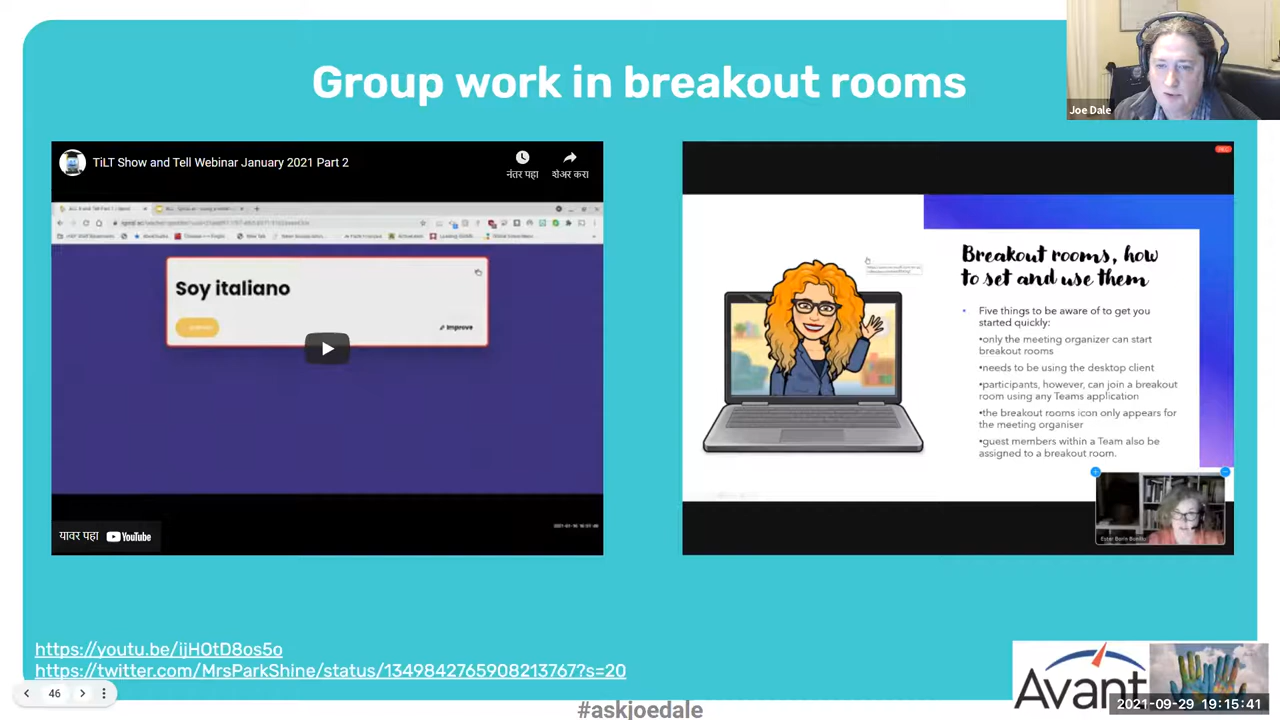 Group work in breakout rooms
Joe Dale
TiLT Show and Tell Webinar January 2021 Part 2
नंतर पहा
शेअर करा
Soy italiano
Improve
यावर पहा YouTube
Breakout rooms, how
to set and use them
• Five things to be aware of to get you
started quickly:
•only the meeting organizer can start
breakout rooms
•needs to be using the desktop client
•participants, however, can join a breakout
room using any Teams application
•the breakout rooms icon only appears for
the meeting organiser
•guest members within a Team also be
assigned to a breakout room.
https://youtu.be/ijHOtD8os5o
https://twitter.com/MrsParkShine/status/1349842765908213767?s=20
46
Avant
2021-09-29 19:15:41
#askjoedale